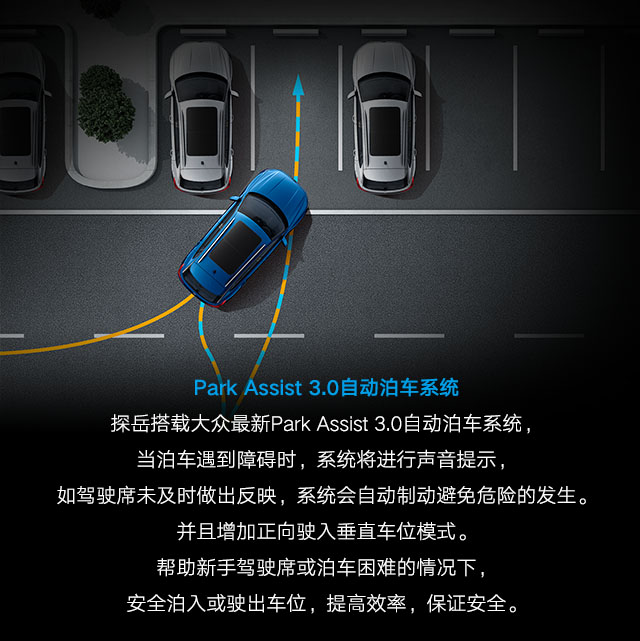 Park Assist 3.0自动泊车系统
探岳搭载大众最新Park Assist 3.0自动泊车系统，
当泊车遇到障碍时，系统将进行声音提示，
如驾驶席未及时做出反映，系统会自动制动避免危险的发生。
并且增加正向驶入垂直车位模式。
帮助新手驾驶席或泊车困难的情况下，
安全泊入或驶出车位，提高效率，保证安全。